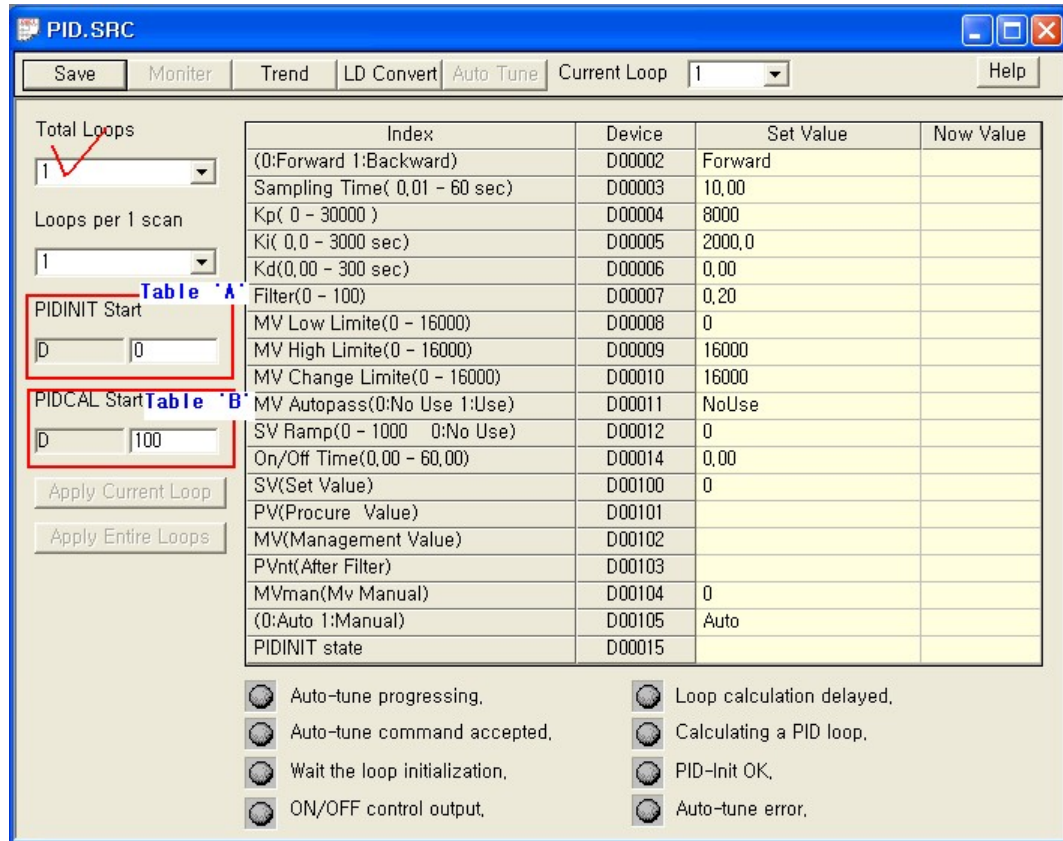 PID.SRC
Save Moniter Trend LD Convert Auto Tune Current Loop 1 Help
Total Loops
1
Loops per 1 scan
1
Table 'A'
PIDINIT Start
D 0
PIDCAL Start Table 'B'
D 100
Apply Current Loop
Apply Entire Loops
Index Device Set Value Now Value
(0:Forward 1:Backward) D00002 Forward
Sampling Time( 0,01 - 60 sec) D00003 10,00
Kp( 0 - 30000 ) D00004 8000
Ki( 0,0 - 3000 sec) D00005 2000,0
Kd(0,00 - 300 sec) D00006 0,00
Filter(0 - 100) D00007 0,20
MV Low Limite(0 - 16000) D00008 0
MV High Limite(0 - 16000) D00009 16000
MV Change Limite(0 - 16000) D00010 16000
MV Autopass(0:No Use 1:Use) D00011 NoUse
SV Ramp(0 - 1000 0:No Use) D00012 0
On/Off Time(0,00 - 60,00) D00014 0,00
SV(Set Value) D00100 0
PV(Procure Value) D00101
MV(Management Value) D00102
PVnt(After Filter) D00103
MVman(Mv Manual) D00104 0
(0:Auto 1:Manual) D00105 Auto
PIDINIT state D00015
Auto-tune progressing, Loop calculation delayed,
Auto-tune command accepted, Calculating a PID loop,
Wait the loop initialization, PID-Init OK,
ON/OFF control output, Auto-tune error,